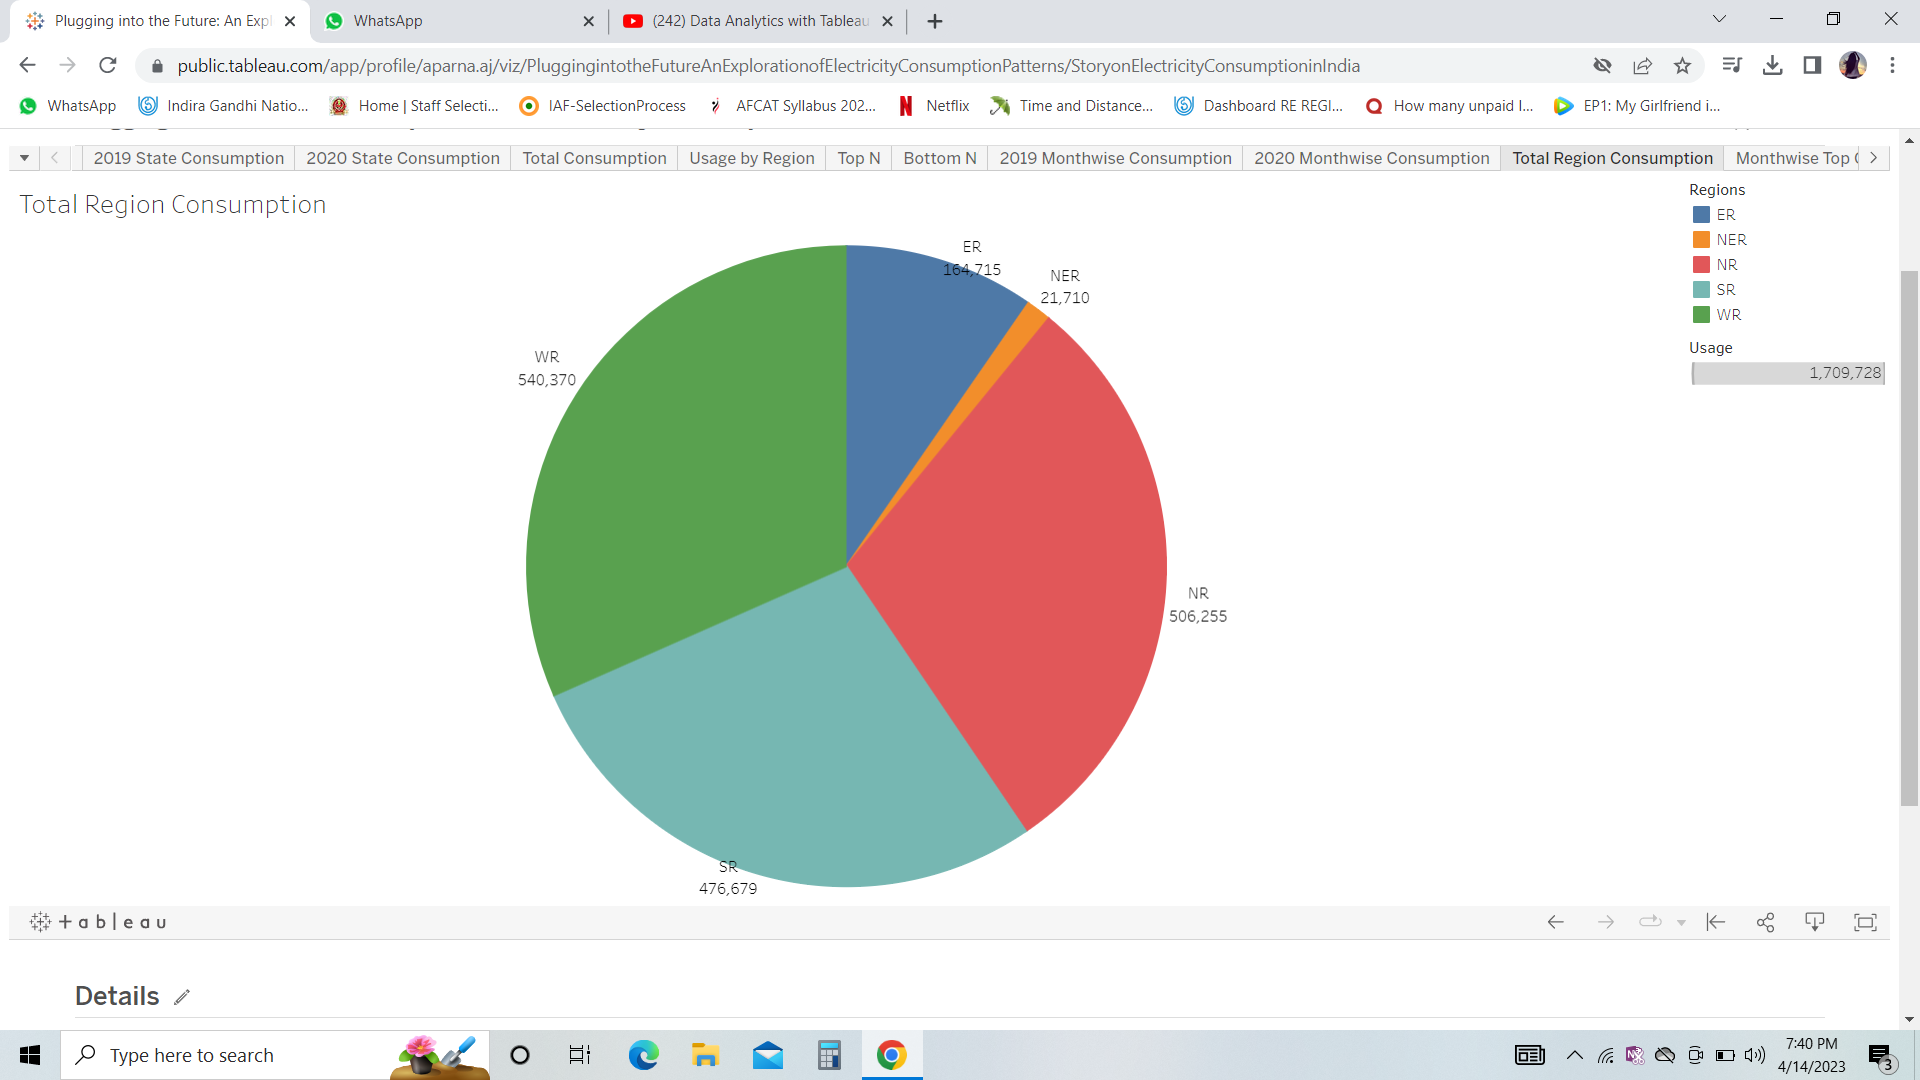 Plugging into the Future: An Expl
WhatsApp
(242) Data Analytics with Tableau
public.tableau.com/app/profile/aparna.aj/viz/PluggingintotheFutureAnExplorationofElectricityConsumptionPatterns/StoryonElectricityConsumptioninIndia
WhatsApp
Indira Gandhi Natio...
Home | Staff Selecti...
IAF-SelectionProcess
AFCAT Syllabus 202...
Netflix
Time and Distance...
Dashboard RE REGI...
How many unpaid I...
EP1: My Girlfriend i...
2019 State Consumption
2020 State Consumption
Total Consumption
Usage by Region
Top N
Bottom N
2019 Monthwise Consumption
2020 Monthwise Consumption
Total Region Consumption
Monthwise Top
Total Region Consumption
Regions
ER
NER
NR
SR
WR
Usage
1,709,728
ER
164,715
NER
21,710
WR
540,370
NR
506,255
SR
476,679
+ableau
Details
Type here to search
7:40 PM
4/14/2023
3